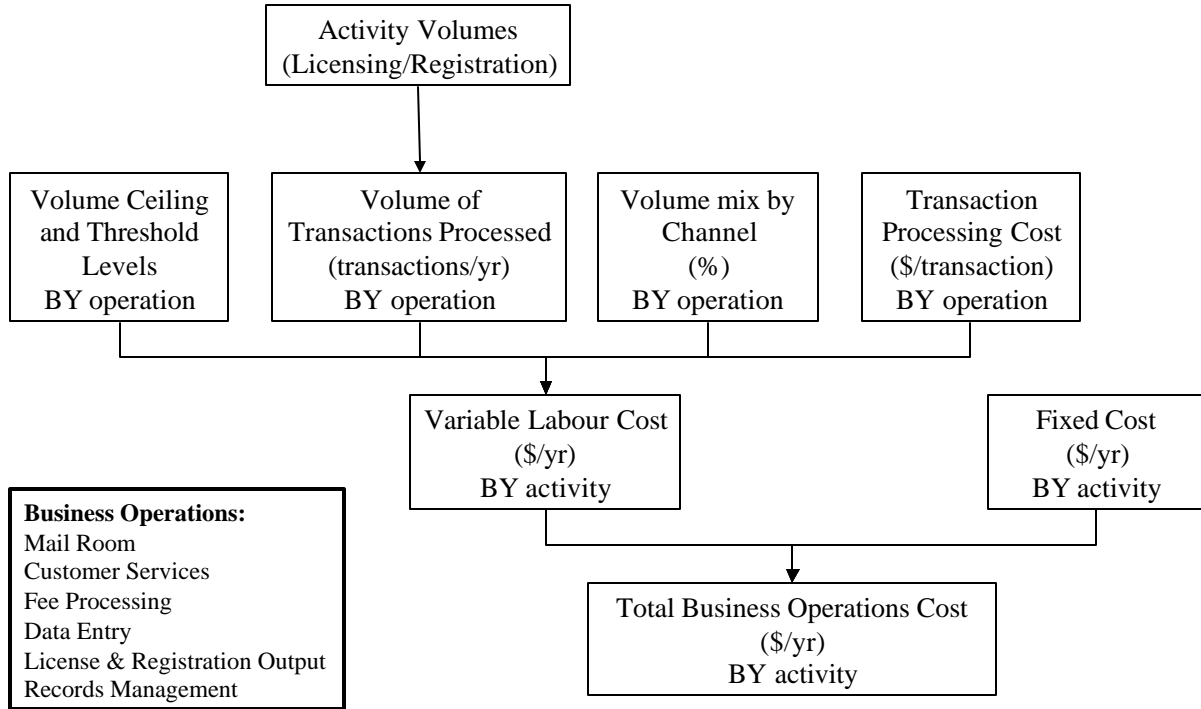 Activity Volumes
(Licensing/Registration)
Volume Ceiling
and Threshold
Levels
BY operation
Volume of
Transactions Processed
(transactions/yr)
BY operation
Volume mix by
Channel
(%)
BY operation
Transaction
Processing Cost
($/transaction)
BY operation
Variable Labour Cost
($/yr)
BY activity
Fixed Cost
($/yr)
BY activity
Business Operations:
Mail Room
Customer Services
Fee Processing
Data Entry
License & Registration Output
Records Management
Total Business Operations Cost
($/yr)
BY activity